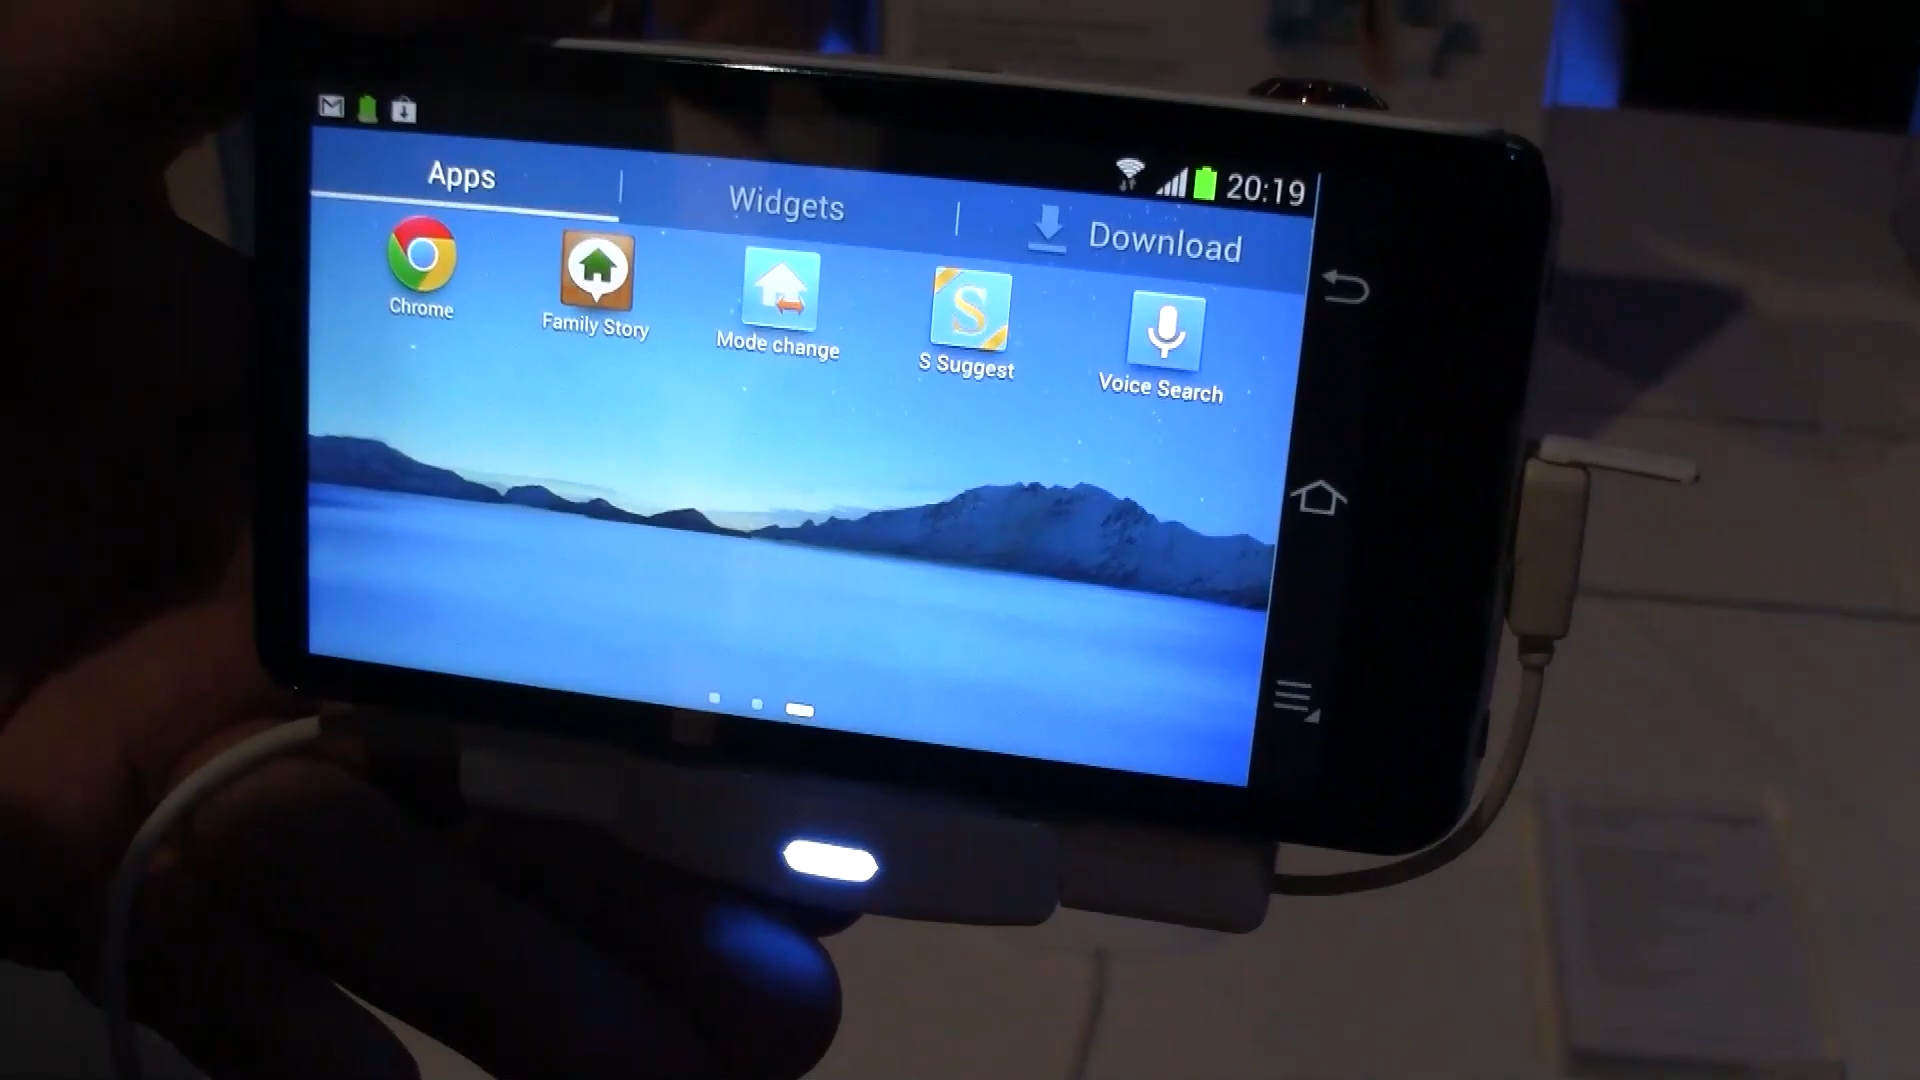 20:19
Apps
Widgets
Download
Chrome
Family Story
Mode change
S
S Suggest
Voice Search